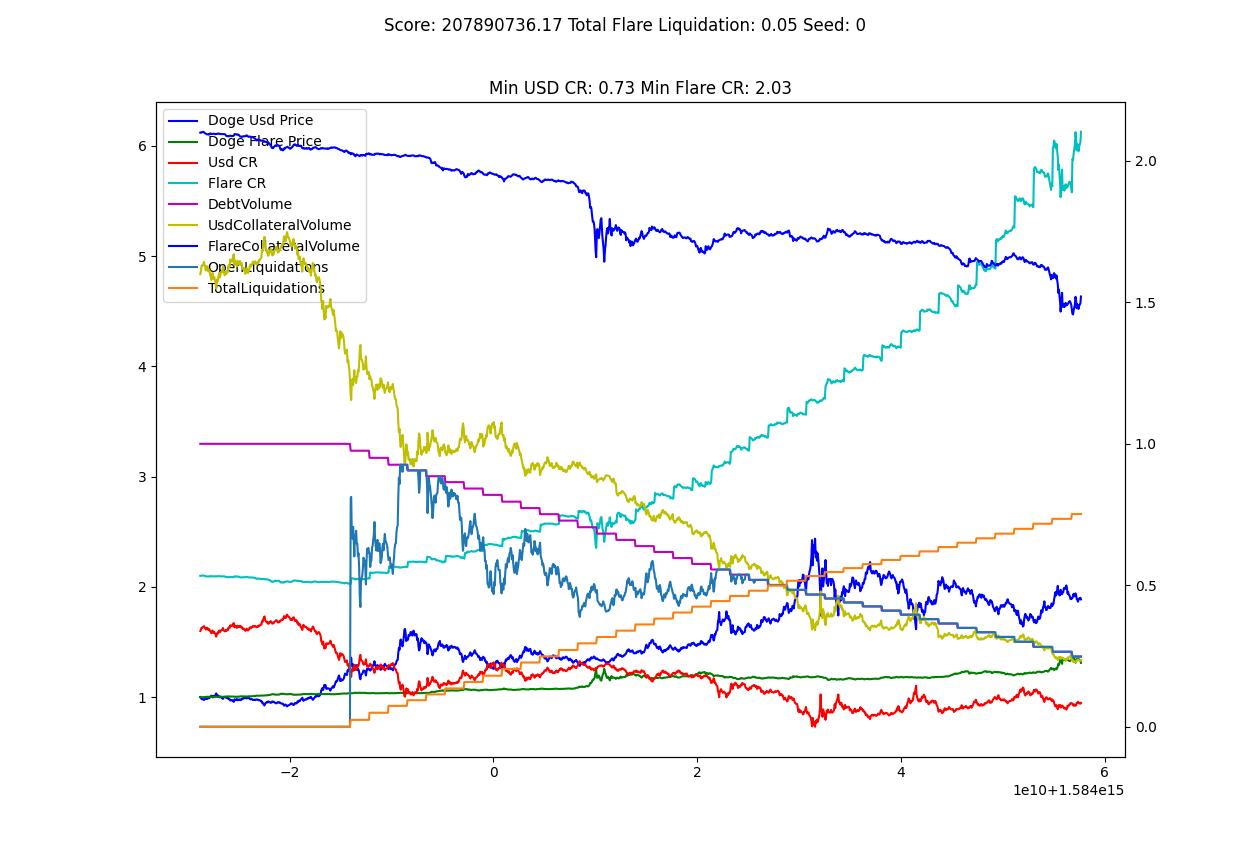 Score: 207890736.17 Total Flare Liquidation: 0.05 Seed: 0
Min USD CR: 0.73 Min Flare CR: 2.03
Doge Usd Price
Doge Flare Price
Usd CR
Flare CR
DebtVolume
UsdCollateralVolume
FlareCollateralVolume
OpenLiquidations
TotalLiquidations
6
5
4
3
2
1
2.0
1.5
1.0
0.5
0.0
−2 0 2 4 6
1e10+1.584e15